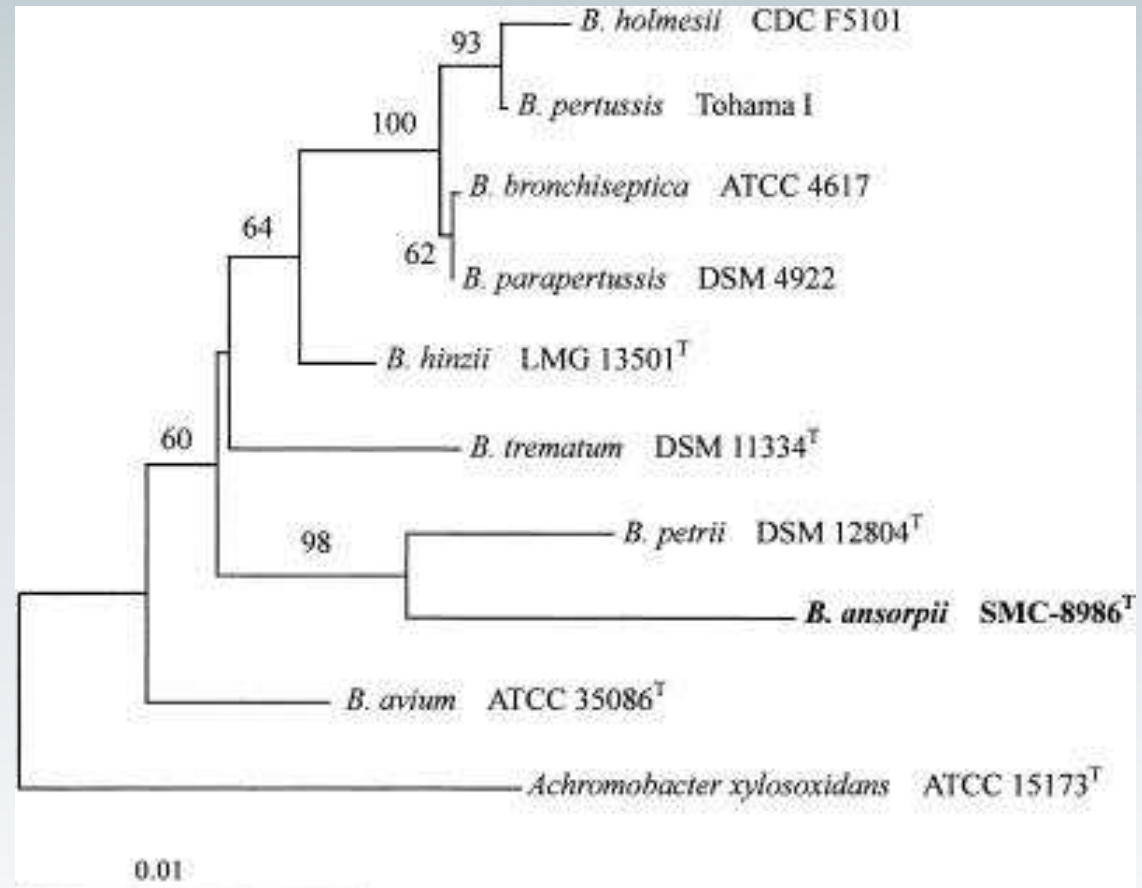 B. holmesii CDC F5101
93
B. pertussis Tohama I
100
B. bronchiseptica ATCC 4617
64
62
B. parapertussis DSM 4922
B. hinzii LMG 13501T
60
B. trematum DSM 11334T
B. petrii DSM 12804T
98
B. ansorpii SMC-8986T
B. avium ATCC 35086T
Achromobacter xylosoxidans ATCC 15173T
0.01